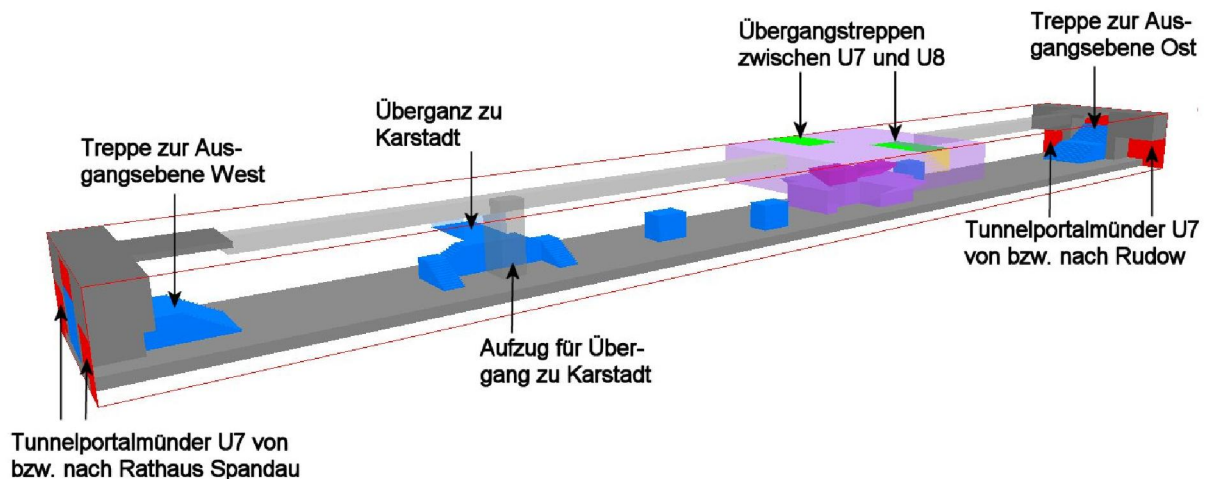 Treppe zur Aus-
gangsebene West
Überganz zu
Karstadt
Übergangstreppen
zwischen U7 und U8
Treppe zur Aus-
gangsebene Ost
Tunnelportalmünder U7
von bzw. nach Rudow
Aufzug für Über-
gang zu Karstadt
Tunnelportalmünder U7 von
bzw. nach Rathaus Spandau